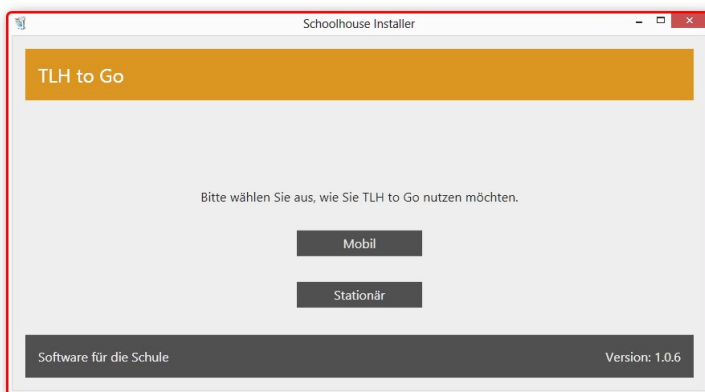 Schoolhouse Installer
TLH to Go
Bitte wählen Sie aus, wie Sie TLH to Go nutzen möchten.
Mobil
Stationär
Software für die Schule
Version: 1.0.6